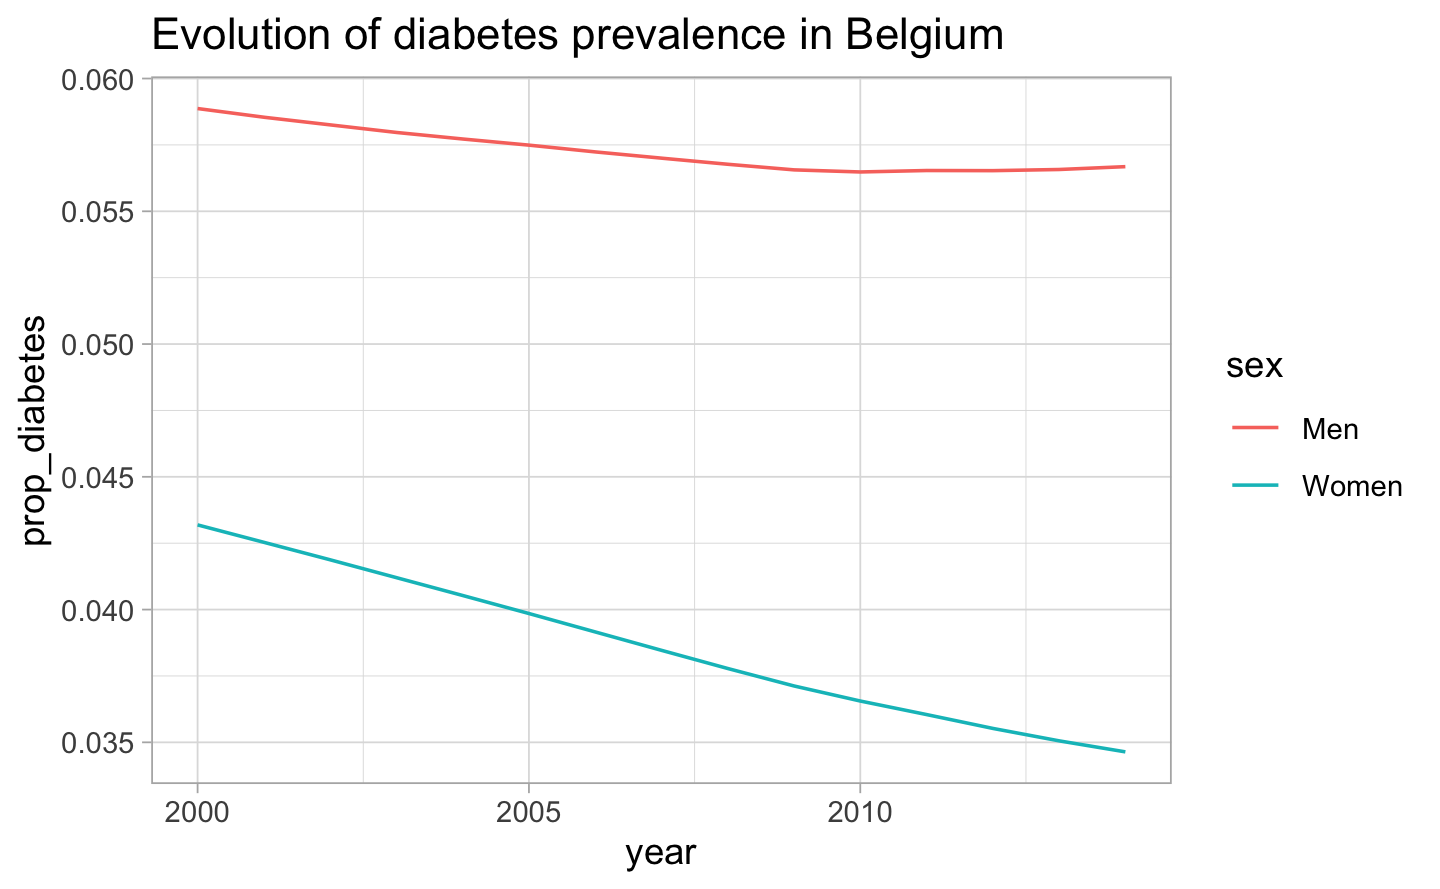 Evolution of diabetes prevalence in Belgium
0.060
0.055
0.050
0.045
0.040
0.035
prop_diabetes
2000 2005 2010
year
sex
Men
Women